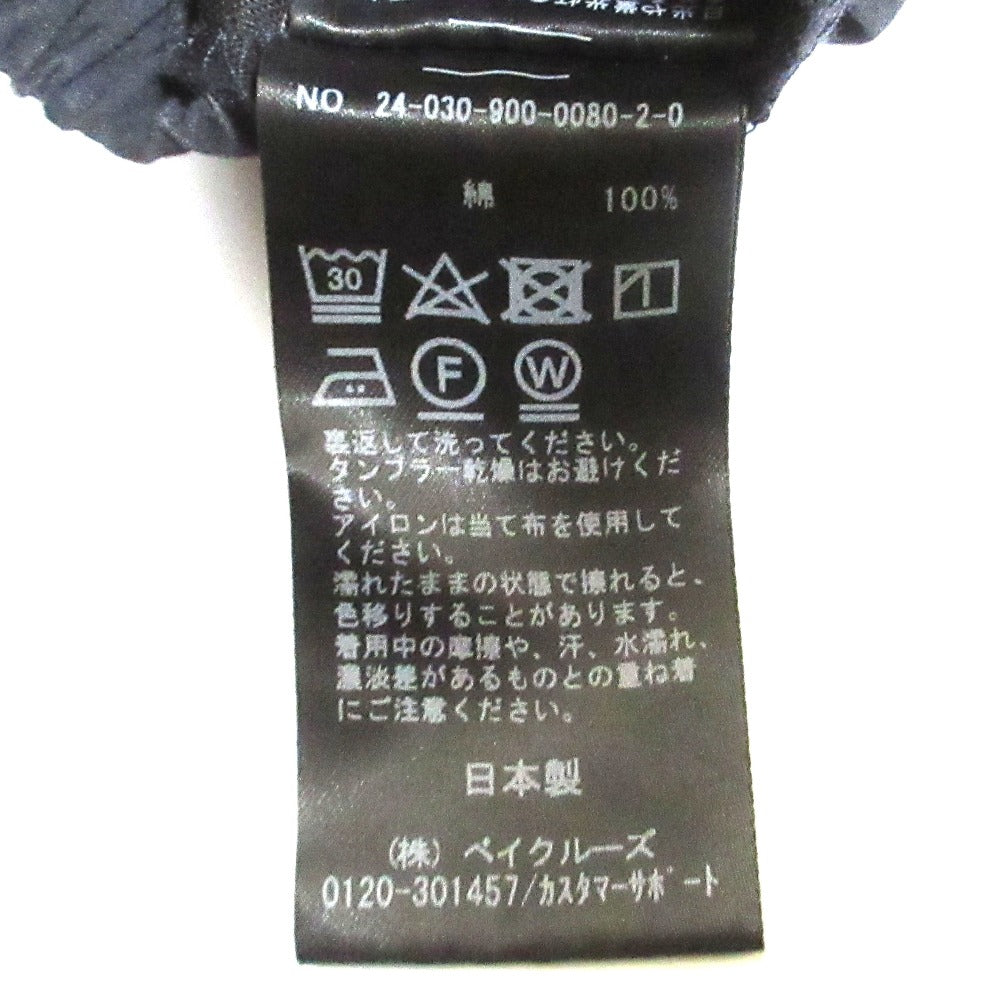 NO 24-030-900-0080-2-0
綿 100%
30
F W
裏返して洗ってください。
タンブラー乾燥はお避けくだ
さい。
アイロンは当て布を使用して
ください。
濡れたままの状態で擦れると、
色移りすることがあります。
着用中の摩擦や、汗、水濡れ、
濃淡差があるものとの重ね着
にご注意ください。
日本製
(株) ベイクルーズ
0120-301457/カスタマーサポート